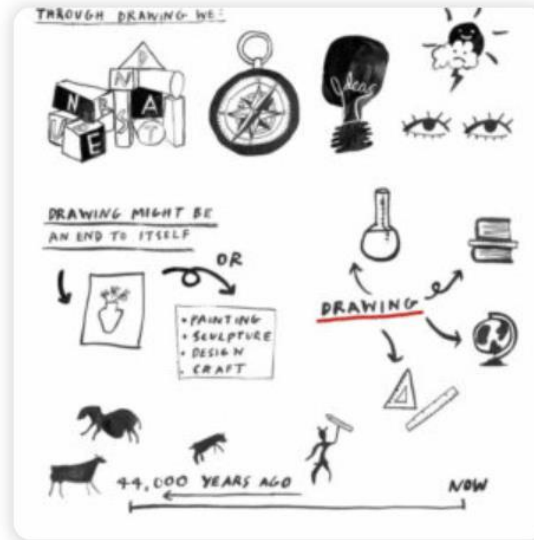 THROUGH DRAWING WE:
D
N
N B A
U E S T
Ideas
DRAWING MIGHT BE
AN END TO ITSELF
OR
• PAINTING
• SCULPTURE
• DESIGN
• CRAFT
DRAWING
44,000 YEARS AGO
NOW